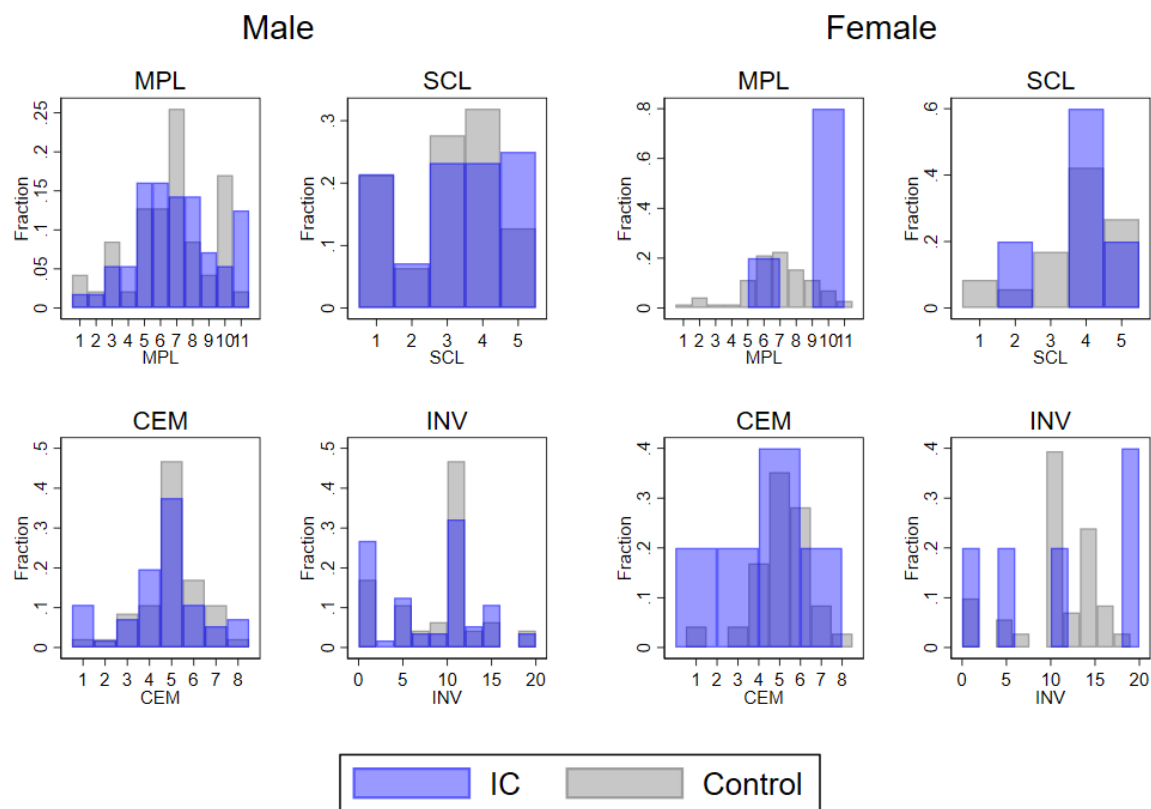 Male Female
MPL SCL MPL SCL
Fraction
0 .05 .1 .15 .2 .25
1 2 3 4 5 6 7 8 9 10 11
MPL
Fraction
0 .1 .2 .3
1 2 3 4 5
SCL
Fraction
0 .2 .4 .6 .8
1 2 3 4 5 6 7 8 9 10 11
MPL
Fraction
0 .2 .4 .6
1 2 3 4 5
SCL
CEM INV CEM INV
Fraction
0 .1 .2 .3 .4 .5
1 2 3 4 5 6 7 8
CEM
Fraction
0 .1 .2 .3 .4 .5
0 5 10 15 20
INV
Fraction
0 .1 .2 .3 .4
1 2 3 4 5 6 7 8
CEM
Fraction
0 .1 .2 .3 .4
0 5 10 15 20
INV
IC Control